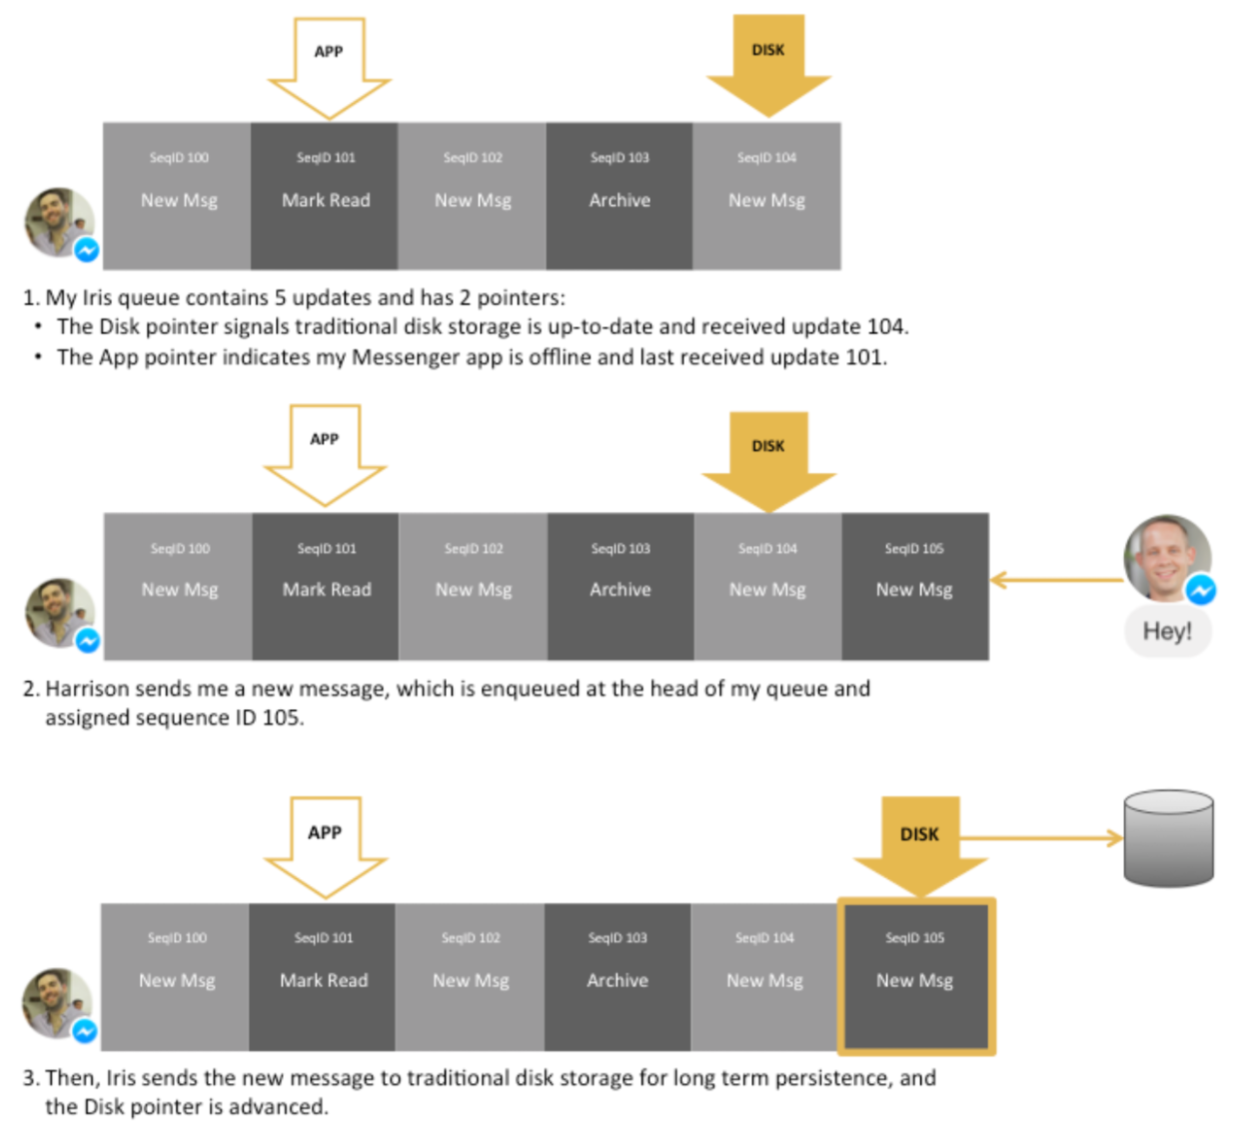 APP
DISK
SeqID 100
SeqID 101
SeqID 102
SeqID 103
SeqID 104
New Msg
Mark Read
New Msg
Archive
New Msg
1. My Iris queue contains 5 updates and has 2 pointers:
• The Disk pointer signals traditional disk storage is up-to-date and received update 104.
• The App pointer indicates my Messenger app is offline and last received update 101.
APP
DISK
SeqID 100
SeqID 101
SeqID 102
SeqID 103
SeqID 104
SeqID 105
New Msg
Mark Read
New Msg
Archive
New Msg
New Msg
Hey!
2. Harrison sends me a new message, which is enqueued at the head of my queue and
assigned sequence ID 105.
APP
DISK
SeqID 100
SeqID 101
SeqID 102
SeqID 103
SeqID 104
SeqID 105
New Msg
Mark Read
New Msg
Archive
New Msg
New Msg
3. Then, Iris sends the new message to traditional disk storage for long term persistence, and
the Disk pointer is advanced.